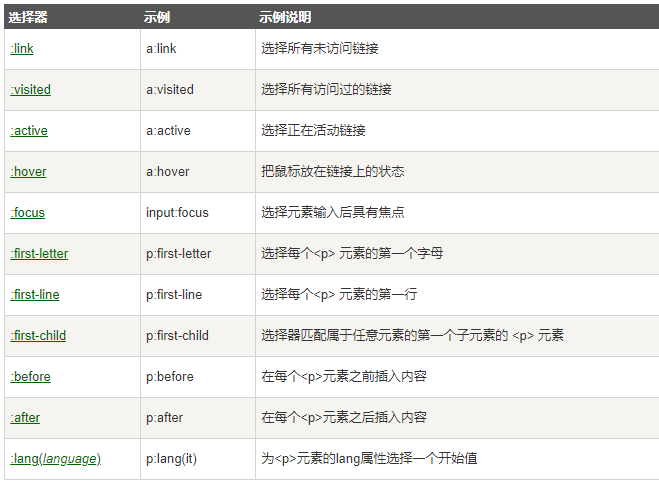 选择器 示例 示例说明
:link a:link 选择所有未访问链接
:visited a:visited 选择所有访问过的链接
:active a:active 选择正在活动链接
:hover a:hover 把鼠标放在链接上的状态
:focus input:focus 选择元素输入后具有焦点
:first-letter p:first-letter 选择每个<p> 元素的第一个字母
:first-line p:first-line 选择每个<p> 元素的第一行
:first-child p:first-child 选择器匹配属于任意元素的第一个子元素的 <p> 元素
:before p:before 在每个<p>元素之前插入内容
:after p:after 在每个<p>元素之后插入内容
:lang(language) p:lang(it) 为<p>元素的lang属性选择一个开始值